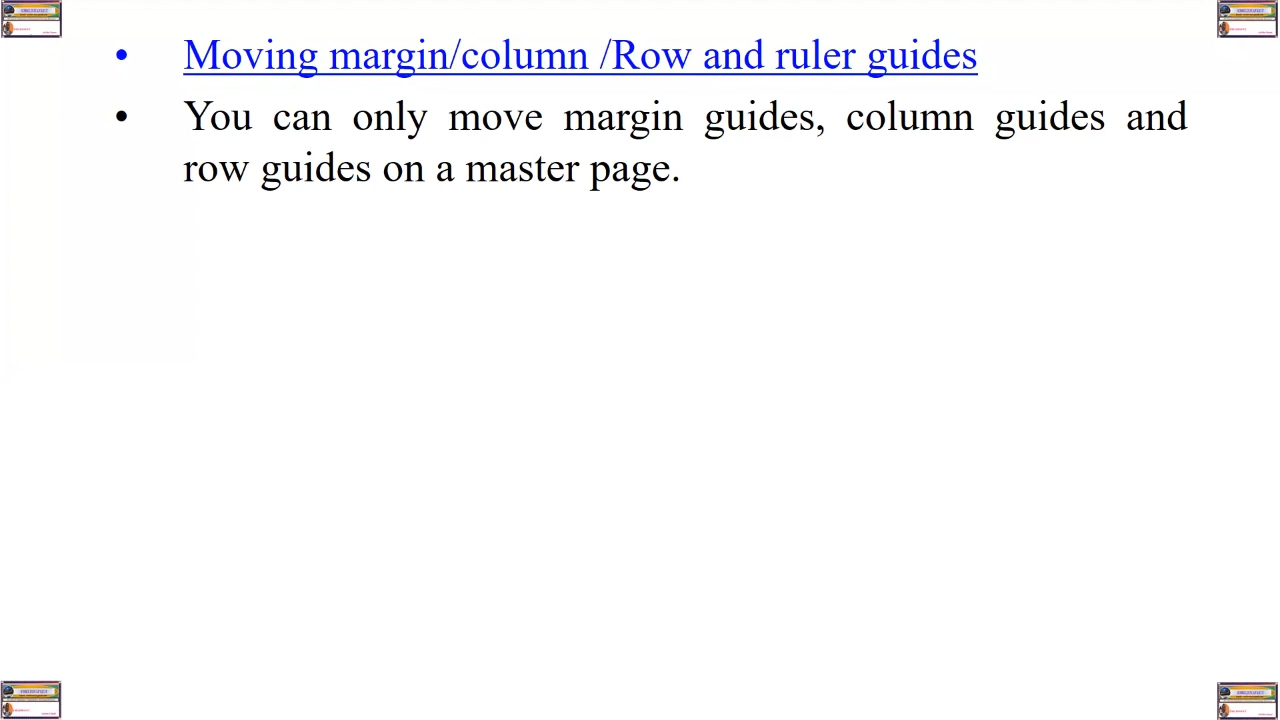 • Moving margin/column /Row and ruler guides
• You can only move margin guides, column guides and
row guides on a master page.